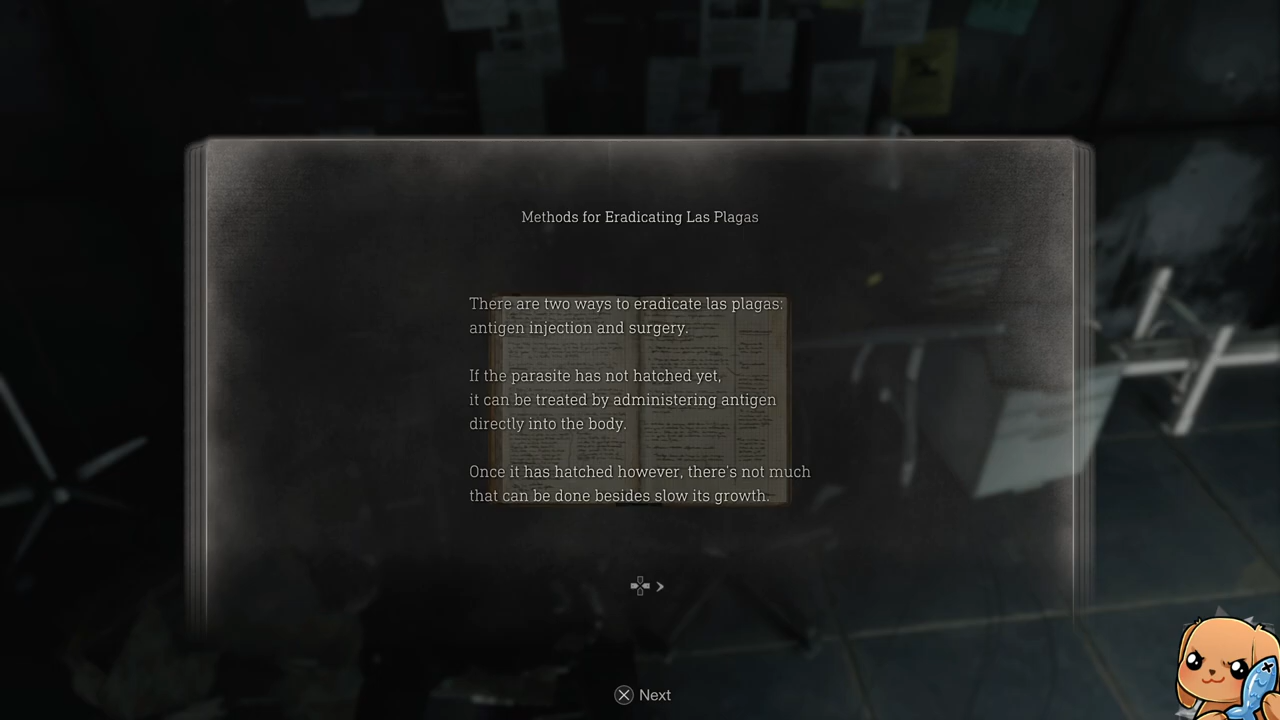 Methods for Eradicating Las Plagas
There are two ways to eradicate las plagas:
antigen injection and surgery.
If the parasite has not hatched yet,
it can be treated by administering antigen
directly into the body.
Once it has hatched however, there's not much
that can be done besides slow its growth.
Next